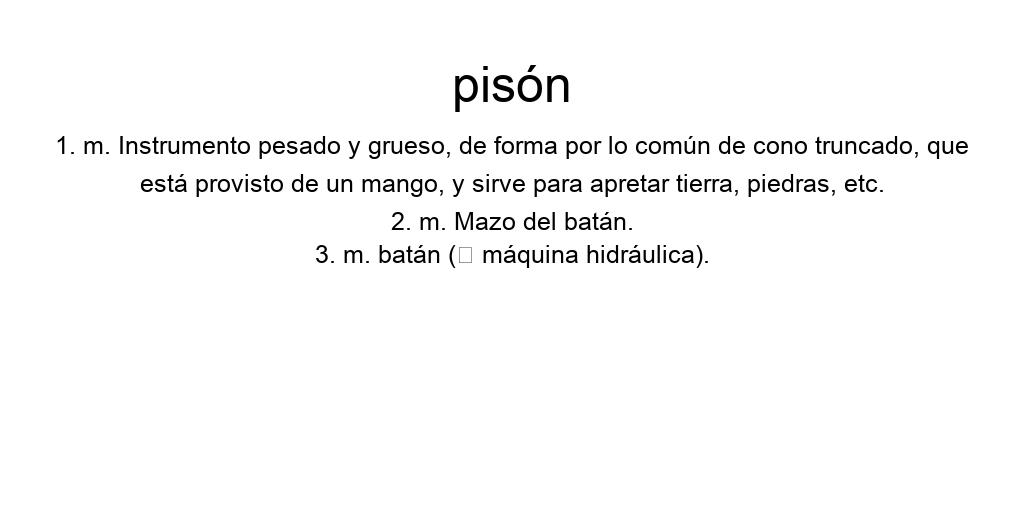 pisón
1. m. Instrumento pesado y grueso, de forma por lo común de cono truncado, que
está provisto de un mango, y sirve para apretar tierra, piedras, etc.
2. m. Mazo del batán.
3. m. batán (□ máquina hidráulica).